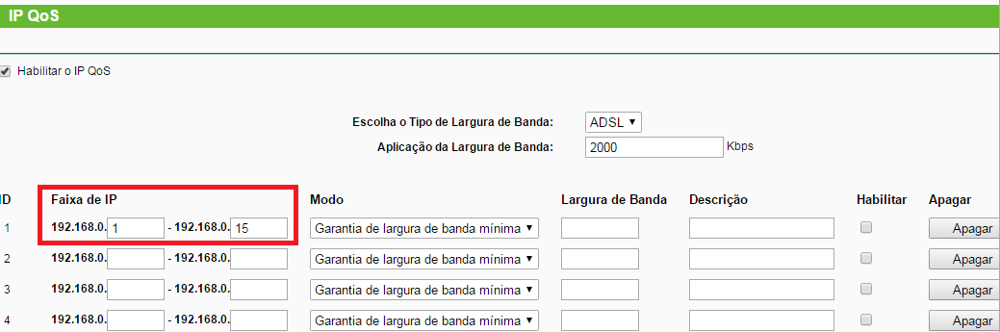 IP QoS
Habilitar o IP QoS
Escolha o Tipo de Largura de Banda: ADSL
Aplicação da Largura de Banda: 2000 Kbps
ID Faixa de IP Modo Largura de Banda Descrição Habilitar Apagar
1 192.168.0. 1 - 192.168.0. 15 Garantia de largura de banda mínima Apagar
2 192.168.0. - 192.168.0. Garantia de largura de banda mínima Apagar
3 192.168.0. - 192.168.0. Garantia de largura de banda mínima Apagar
4 192.168.0. - 192.168.0. Garantia de largura de banda mínima Apagar